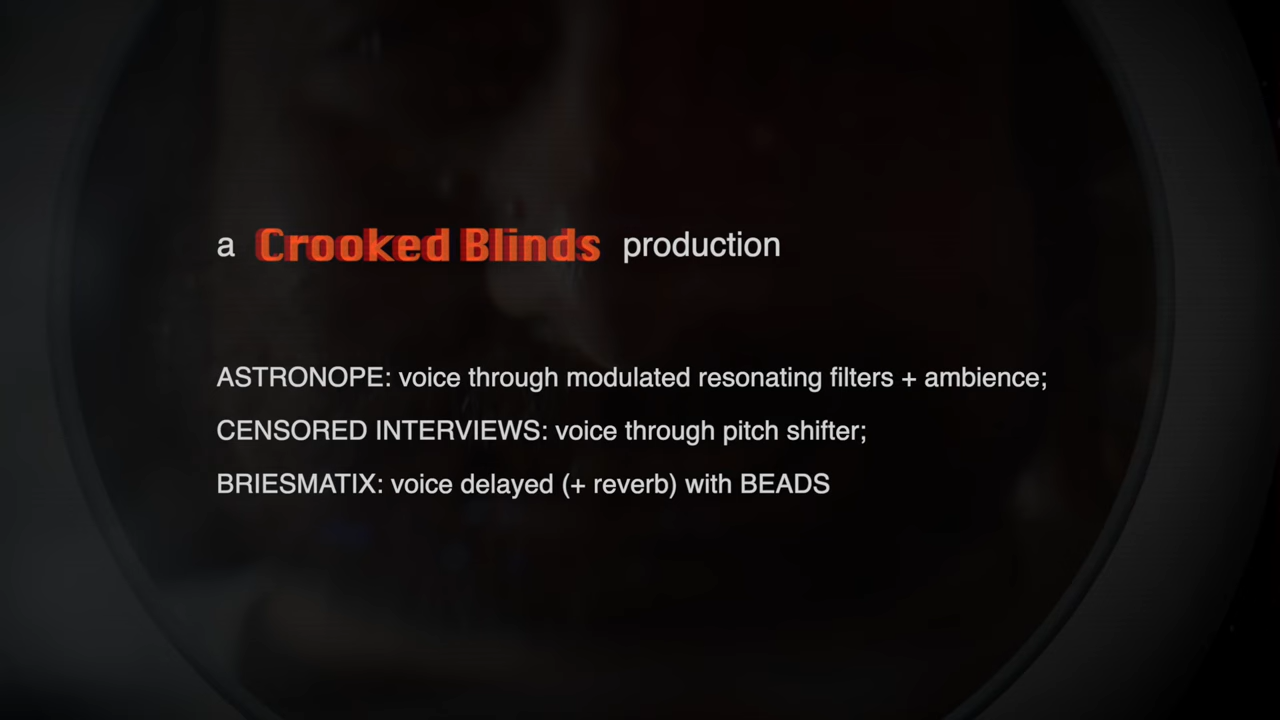 a Crooked Blinds production
ASTRONOPE: voice through modulated resonating filters + ambience;
CENSORED INTERVIEWS: voice through pitch shifter;
BRIESMATIX: voice delayed (+ reverb) with BEADS